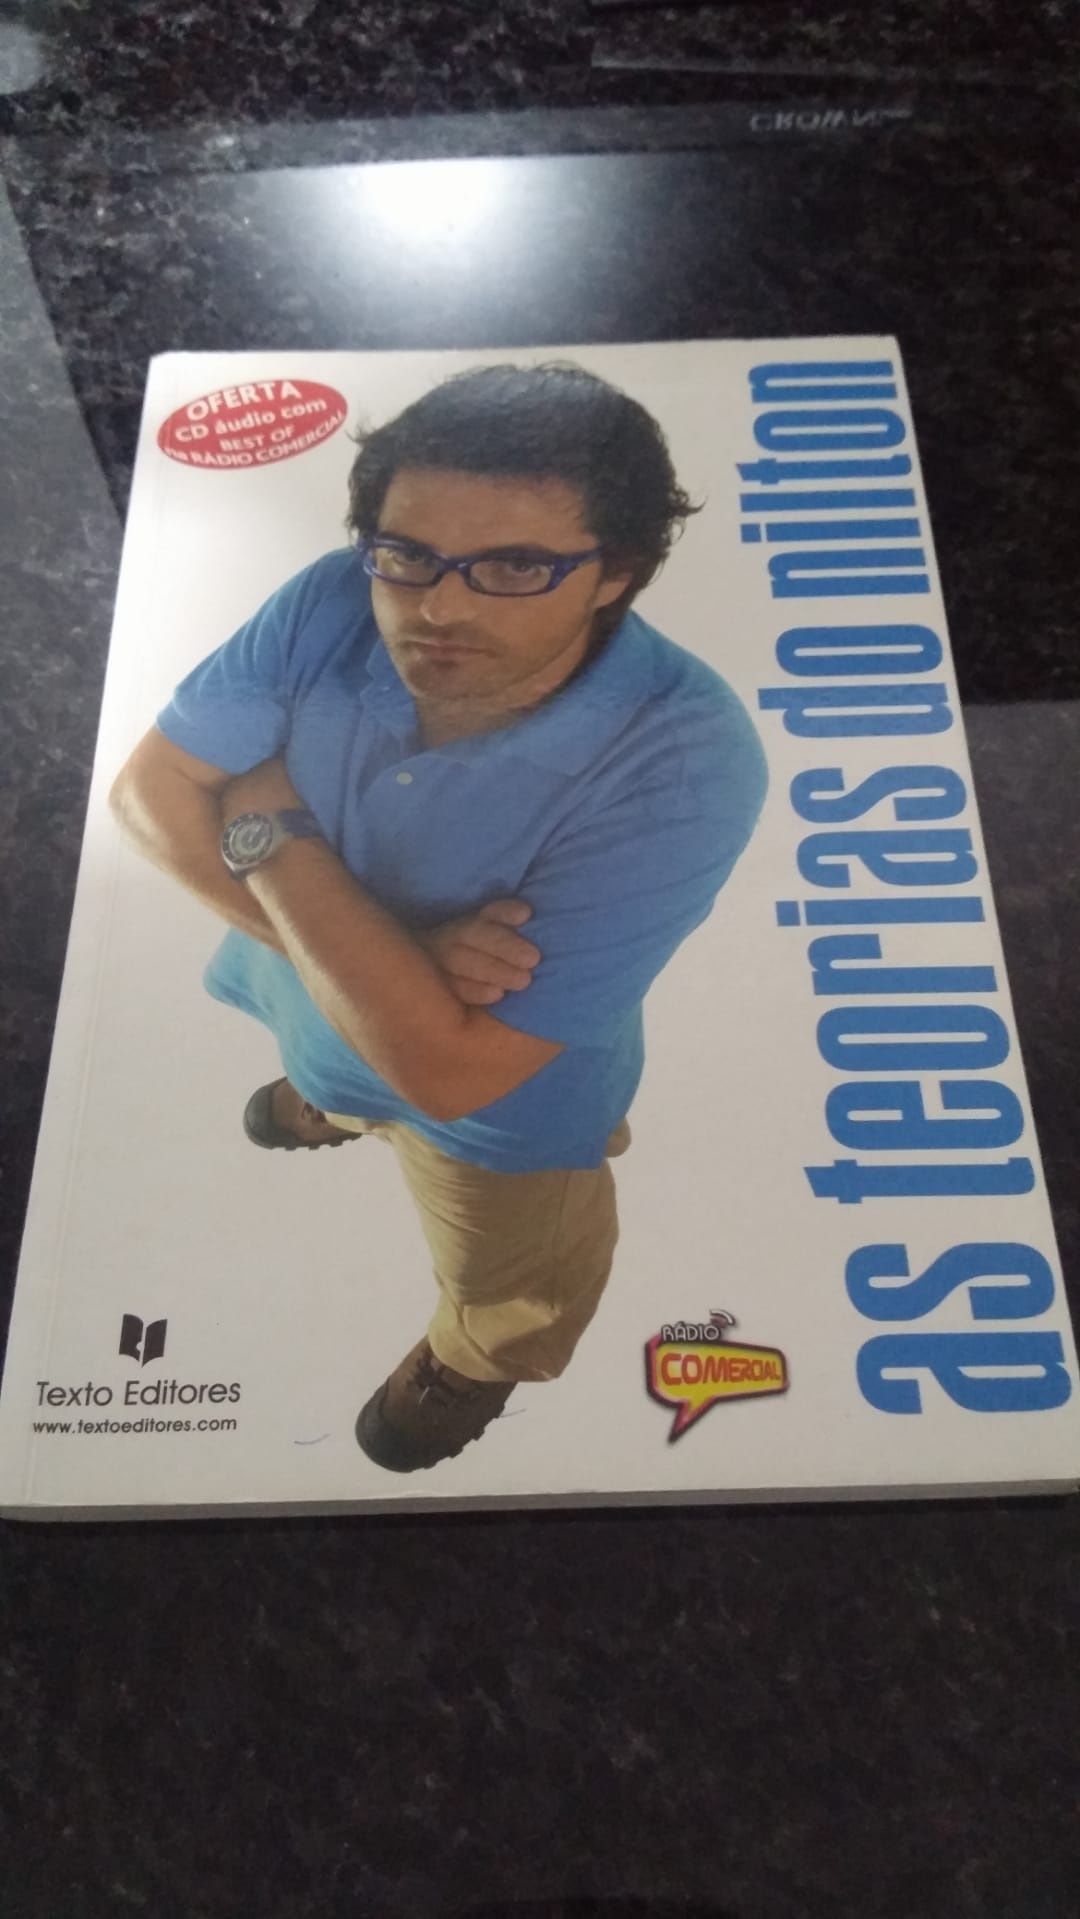 OFERTA
CD áudio com
BEST OF
na RÁDIO COMERCIAL
as teorias do nilton
Texto Editores
www.textoeditores.com
RÁDIO
COMERCIAL
CROWN